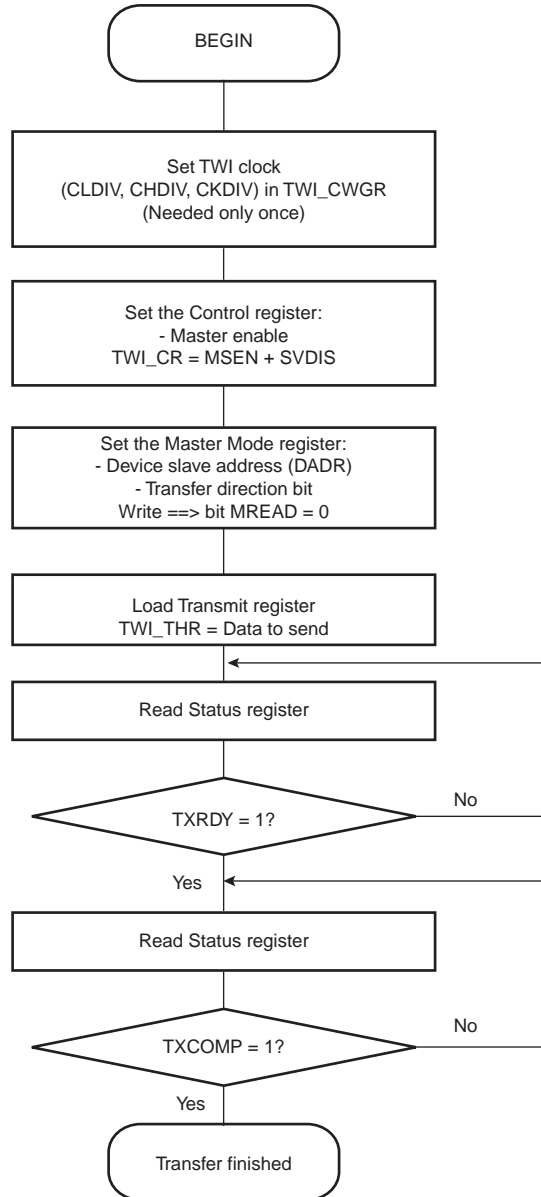 BEGIN
Set TWI clock
(CLDIV, CHDIV, CKDIV) in TWI_CWGR
(Needed only once)
Set the Control register:
- Master enable
TWI_CR = MSEN + SVDIS
Set the Master Mode register:
- Device slave address (DADR)
- Transfer direction bit
Write ==> bit MREAD = 0
Load Transmit register
TWI_THR = Data to send
Read Status register
TXRDY = 1?
No
Yes
Read Status register
TXCOMP = 1?
No
Yes
Transfer finished